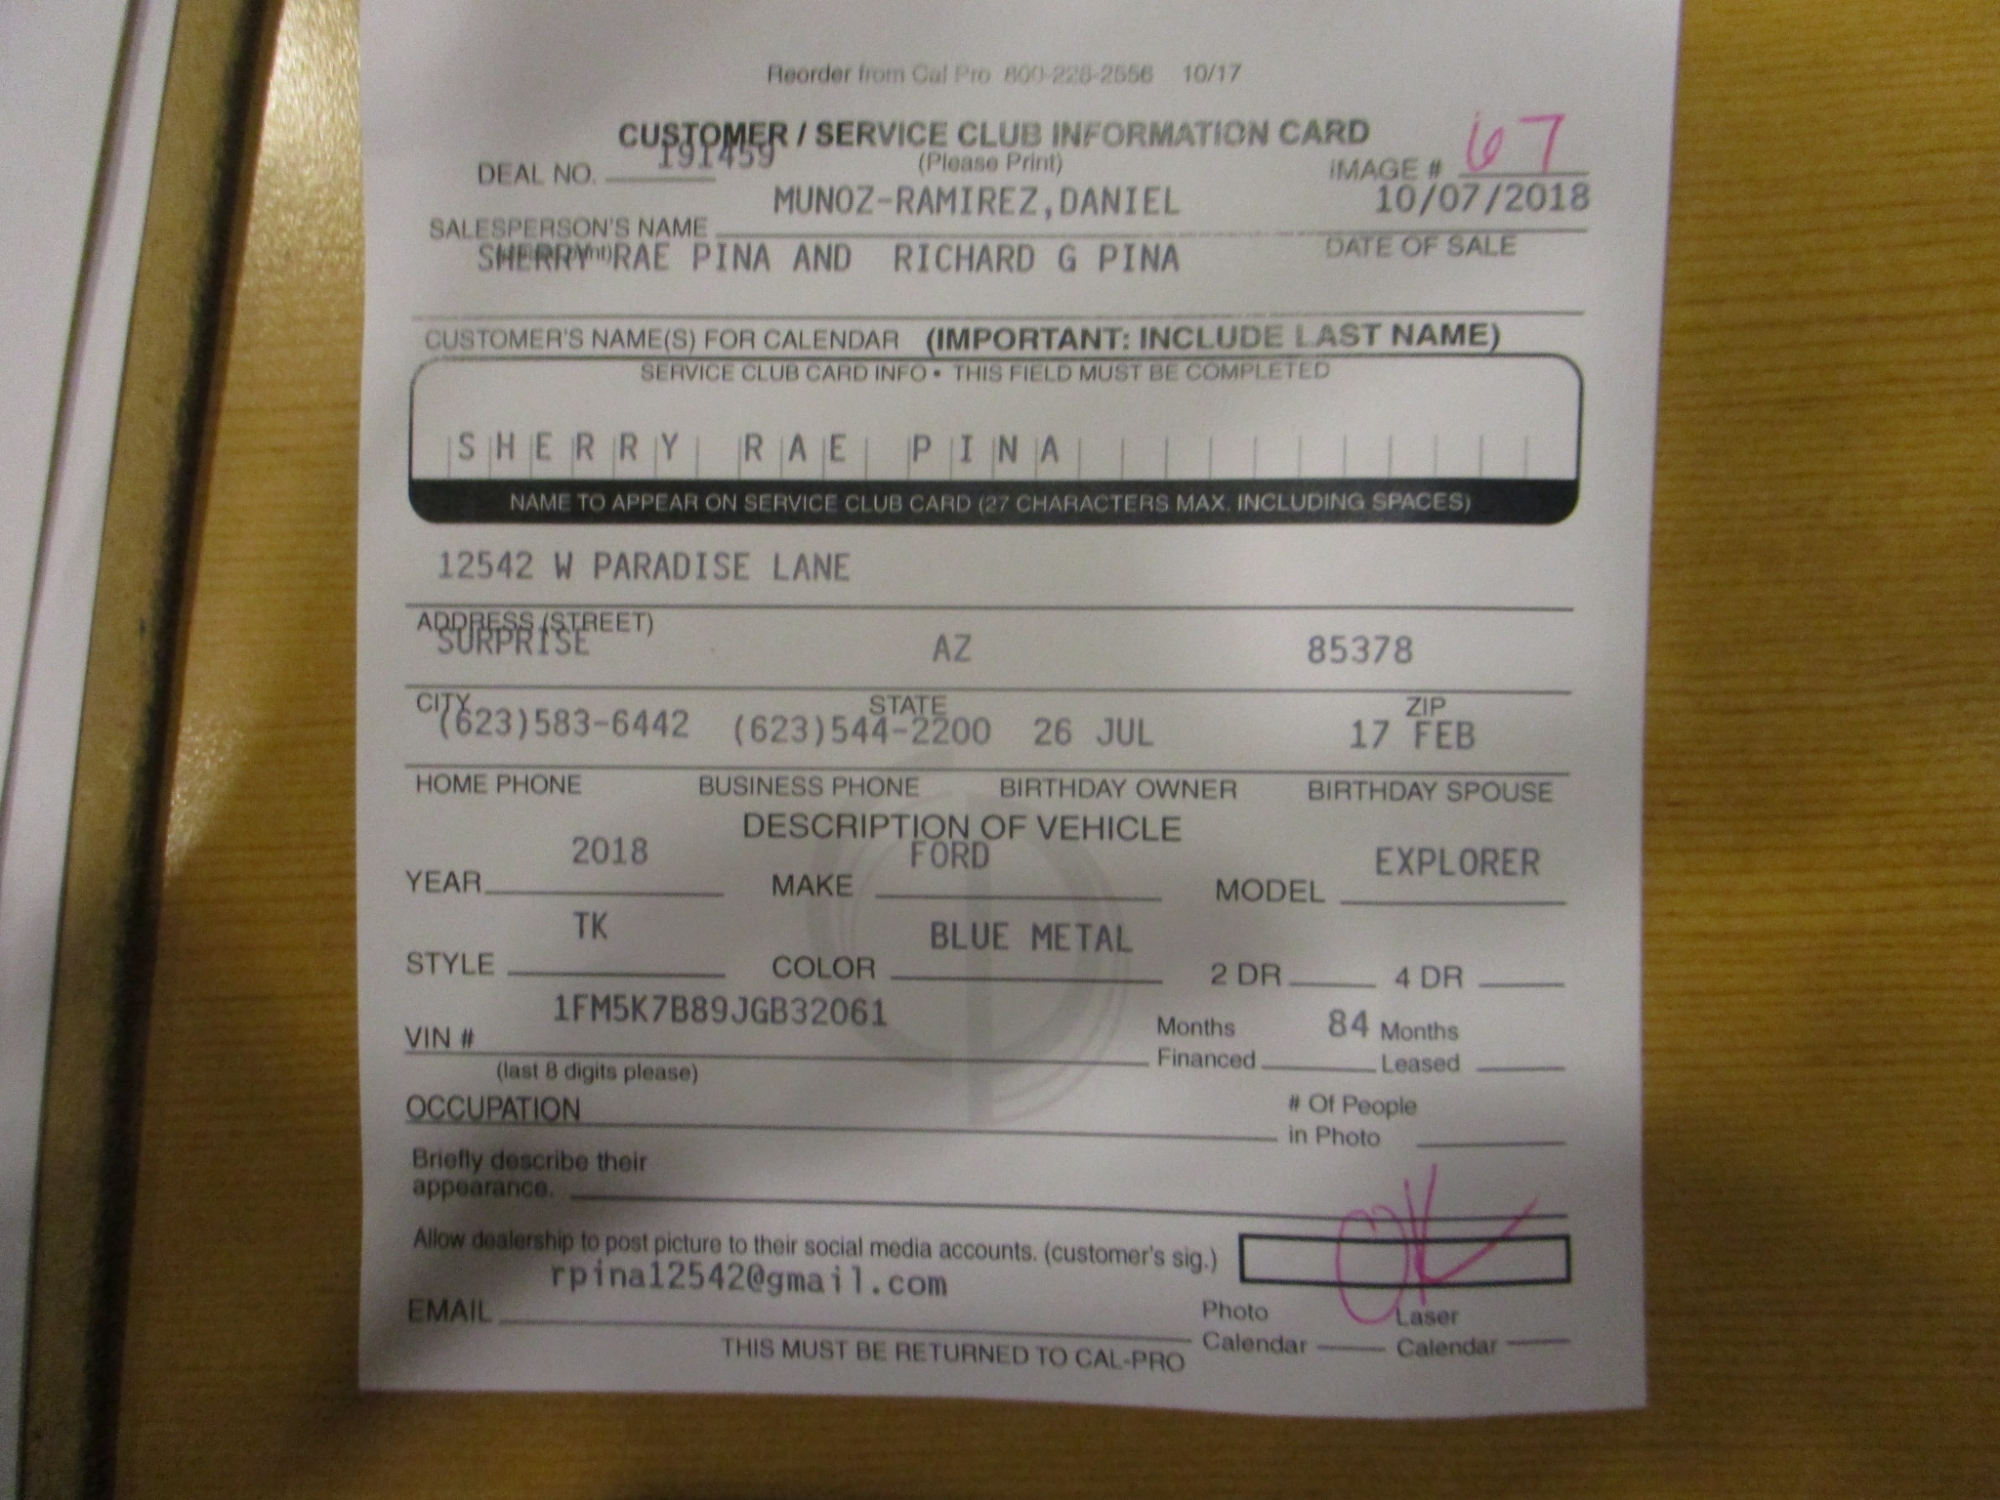 Reorder from Cal Pro 800-226-2556 10/17
CUSTOMER / SERVICE CLUB INFORMATION CARD
DEAL NO. 191459 (Please Print) IMAGE # 67
MUNOZ-RAMIREZ,DANIEL 10/07/2018
SALESPERSON'S NAME DATE OF SALE
SHERRY RAE PINA AND RICHARD G PINA
CUSTOMER'S NAME(S) FOR CALENDAR (IMPORTANT: INCLUDE LAST NAME)
SERVICE CLUB CARD INFO • THIS FIELD MUST BE COMPLETED
SHERRY RAE PINA
NAME TO APPEAR ON SERVICE CLUB CARD (27 CHARACTERS MAX. INCLUDING SPACES)
12542 W PARADISE LANE
ADDRESS (STREET)
SURPRISE AZ 85378
CITY STATE ZIP
(623)583-6442 (623)544-2200 26 JUL 17 FEB
HOME PHONE BUSINESS PHONE BIRTHDAY OWNER BIRTHDAY SPOUSE
DESCRIPTION OF VEHICLE
YEAR 2018 MAKE FORD MODEL EXPLORER
STYLE TK COLOR BLUE METAL 2 DR 4 DR
VIN # 1FM5K7B89JGB32061 Months Financed 84 Months Leased
(last 8 digits please)
OCCUPATION # Of People in Photo
Briefly describe their
appearance.
Allow dealership to post picture to their social media accounts. (customer's sig.) OK
EMAIL rpina12542@gmail.com Photo Calendar Laser Calendar
THIS MUST BE RETURNED TO CAL-PRO